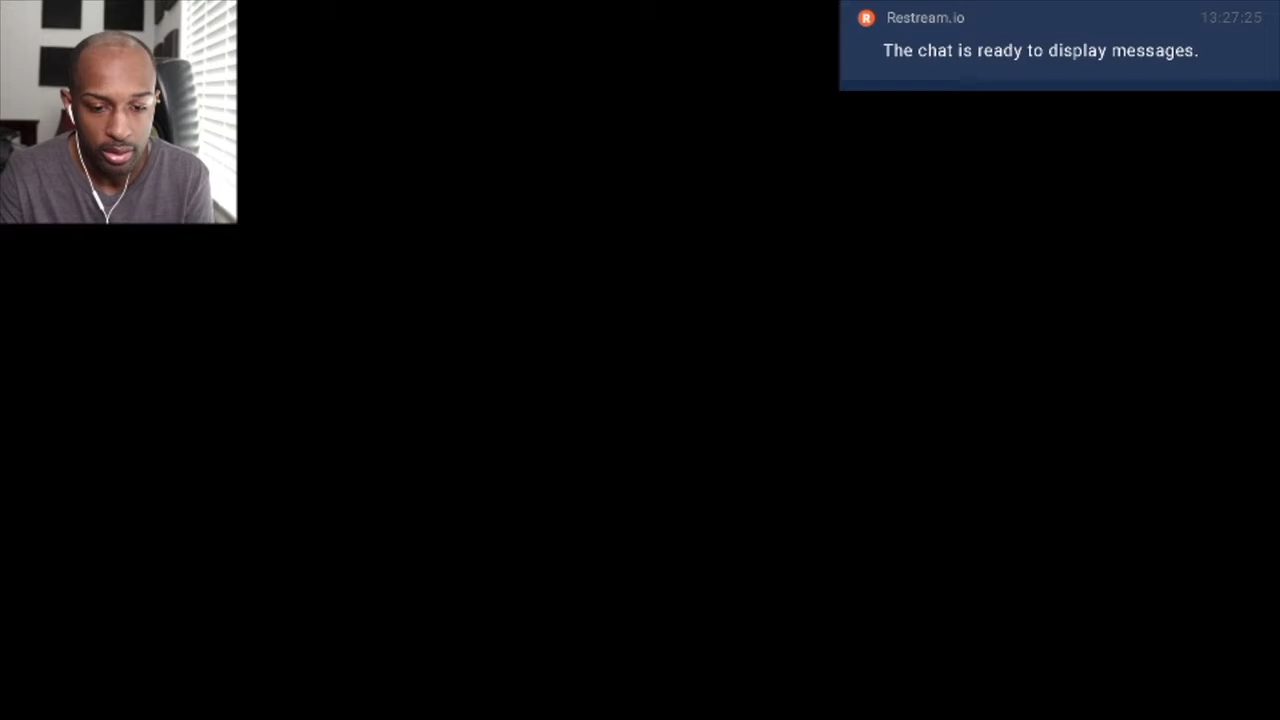 R Restream.io 13:27:25
The chat is ready to display messages.